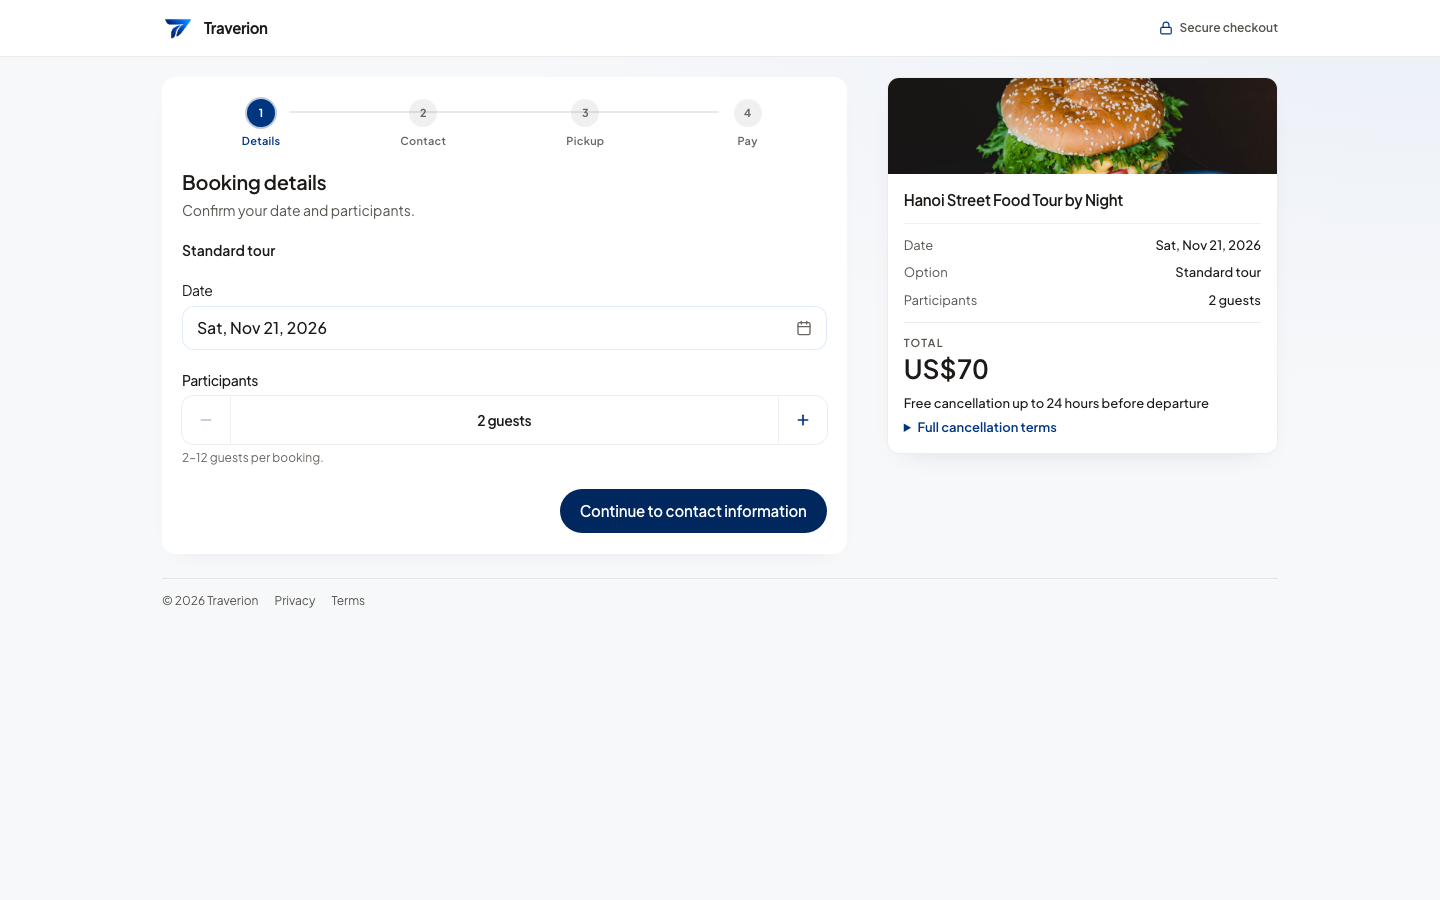 Traverion
Secure checkout
1
2
3
4
Details
Contact
Pickup
Pay
Booking details
Confirm your date and participants.
Standard tour
Date
Sat, Nov 21, 2026
Participants
2 guests
2–12 guests per booking.
Continue to contact information
Hanoi Street Food Tour by Night
Date Sat, Nov 21, 2026
Option Standard tour
Participants 2 guests
TOTAL
US$70
Free cancellation up to 24 hours before departure
Full cancellation terms
© 2026 Traverion Privacy Terms